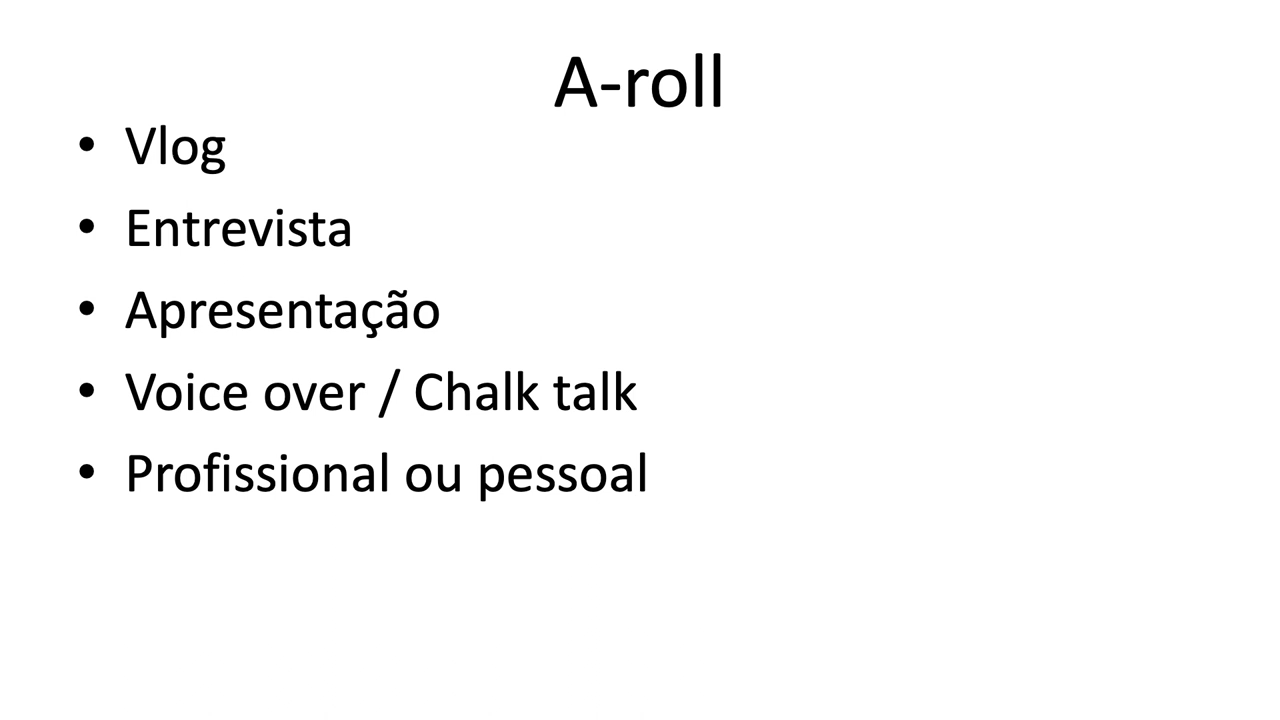 A-roll
• Vlog
• Entrevista
• Apresentação
• Voice over / Chalk talk
• Profissional ou pessoal